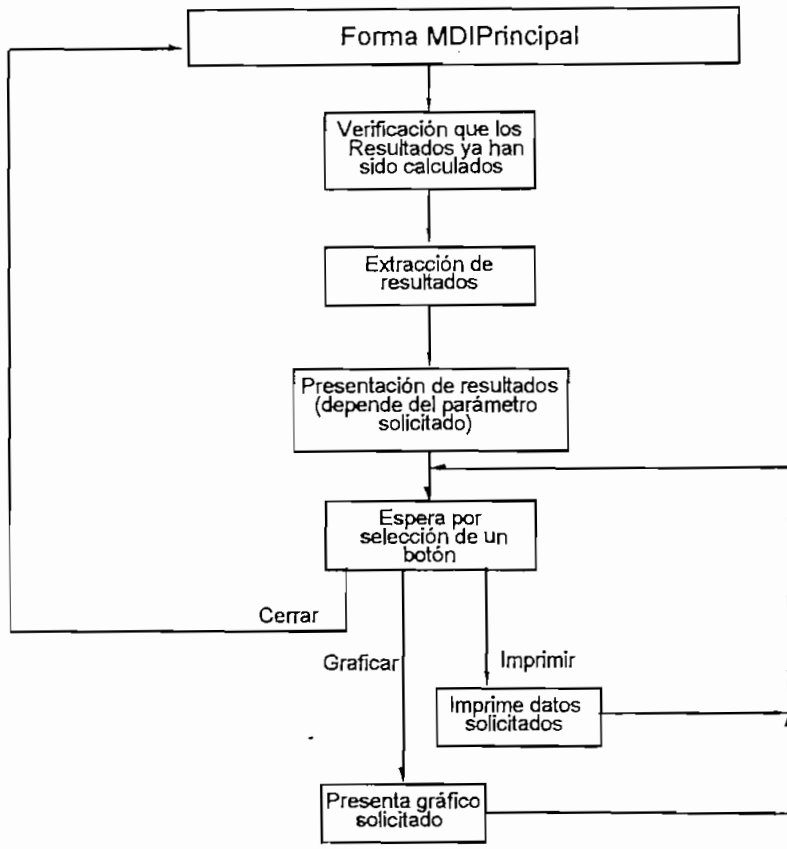 Forma MDIPrincipal
Verificación que los
Resultados ya han
sido calculados
Extracción de
resultados
Presentación de resultados
(depende del parámetro
solicitado)
Espera por
selección de un
botón
Cerrar
Graficar
Imprimir
Imprime datos
solicitados
Presenta gráfico
solicitado